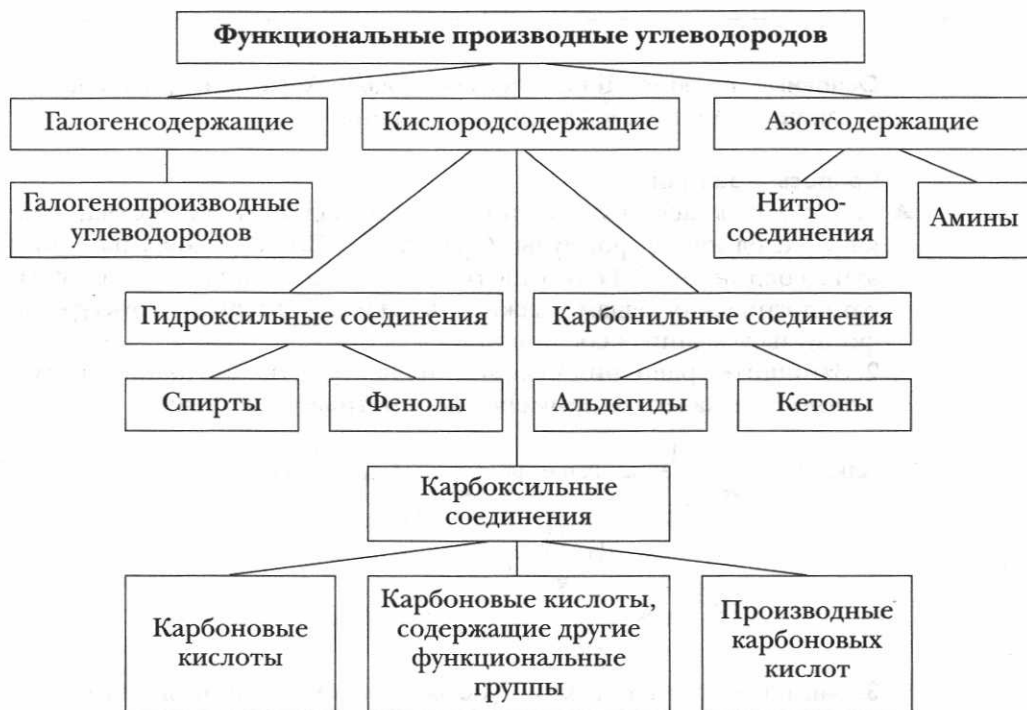 Функциональные производные углеводородов
Галогенсодержащие
Кислородсодержащие
Азотсодержащие
Галогенопроизводные
углеводородов
Нитро-
соединения
Амины
Гидроксильные соединения
Карбонильные соединения
Спирты
Фенолы
Альдегиды
Кетоны
Карбоксильные
соединения
Карбоновые
кислоты
Карбоновые кислоты,
содержащие другие
функциональные
группы
Производные
карбоновых
кислот